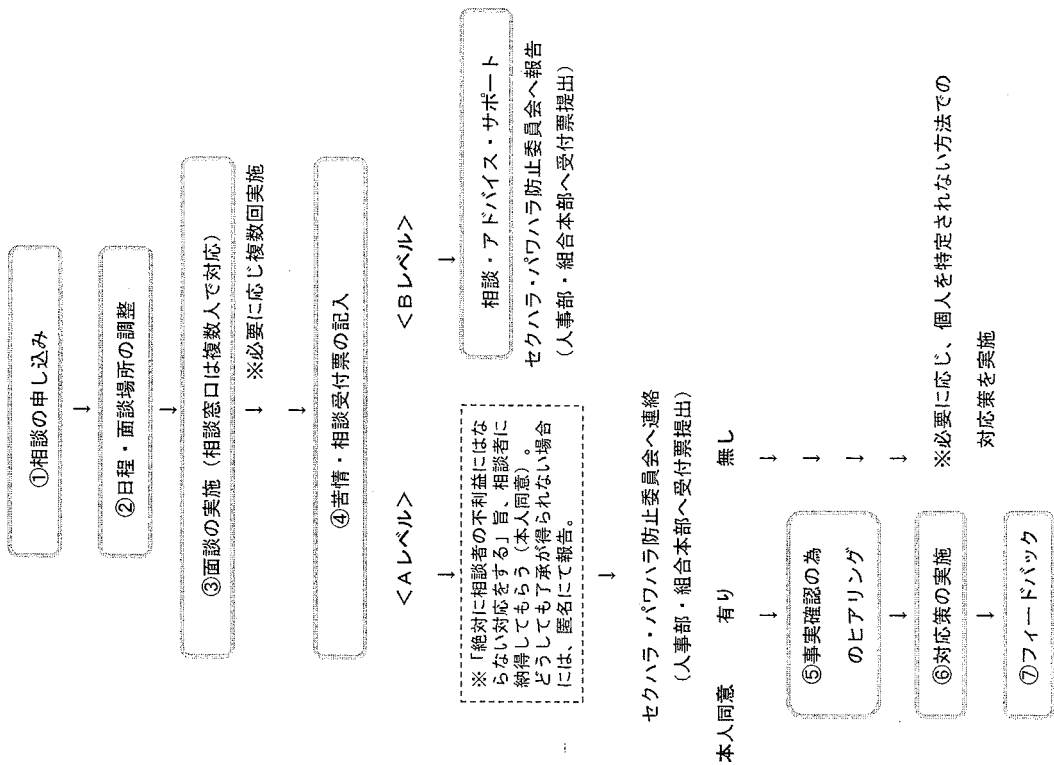 ①相談の申し込み
↓
②日程・面談場所の調整
↓
③面談の実施（相談窓口は複数人で対応）
↓
※必要に応じ複数回実施
↓
④苦情・相談受付票の記入
＜Aレベル＞
↓
※「絶対に相談者の不利益にはな
らない対応をする」旨、相談者に
納得してもらう（本人同意）。
どうしても了承が得られない場合
には、匿名にて報告。
↓
セクハラ・パワハラ防止委員会へ連絡
（人事部・組合本部へ受付票提出）
＜Bレベル＞
↓
相談・アドバイス・サポート
セクハラ・パワハラ防止委員会へ報告
（人事部・組合本部へ受付票提出）
本人同意　有り　無し
↓　↓
⑤事実確認の為
のヒアリング
↓
↓　↓
⑥対応策の実施
↓
↓
⑦フィードバック
※必要に応じ、個人を特定されない方法での
対応策を実施